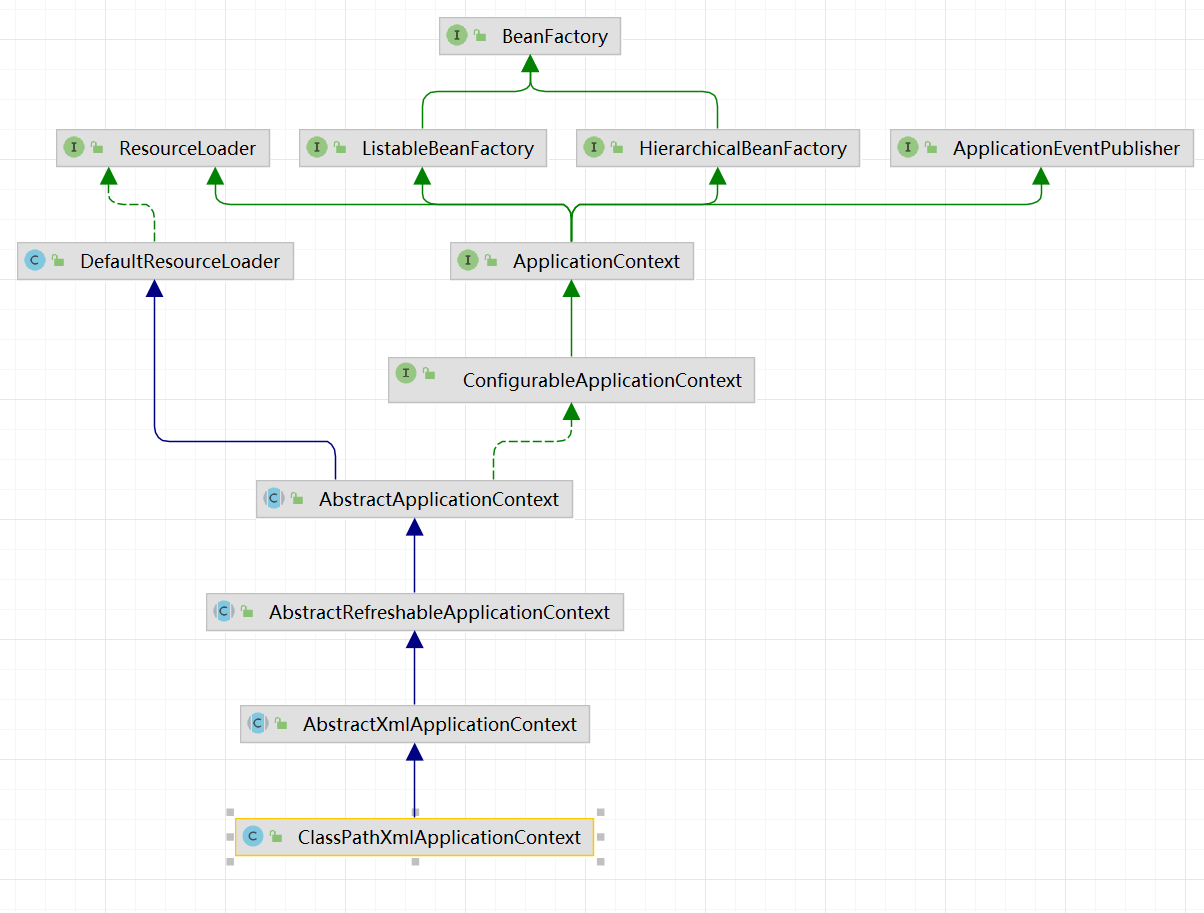 BeanFactory
ResourceLoader
ListableBeanFactory
HierarchicalBeanFactory
ApplicationEventPublisher
DefaultResourceLoader
ApplicationContext
ConfigurableApplicationContext
AbstractApplicationContext
AbstractRefreshableApplicationContext
AbstractXmlApplicationContext
ClassPathXmlApplicationContext